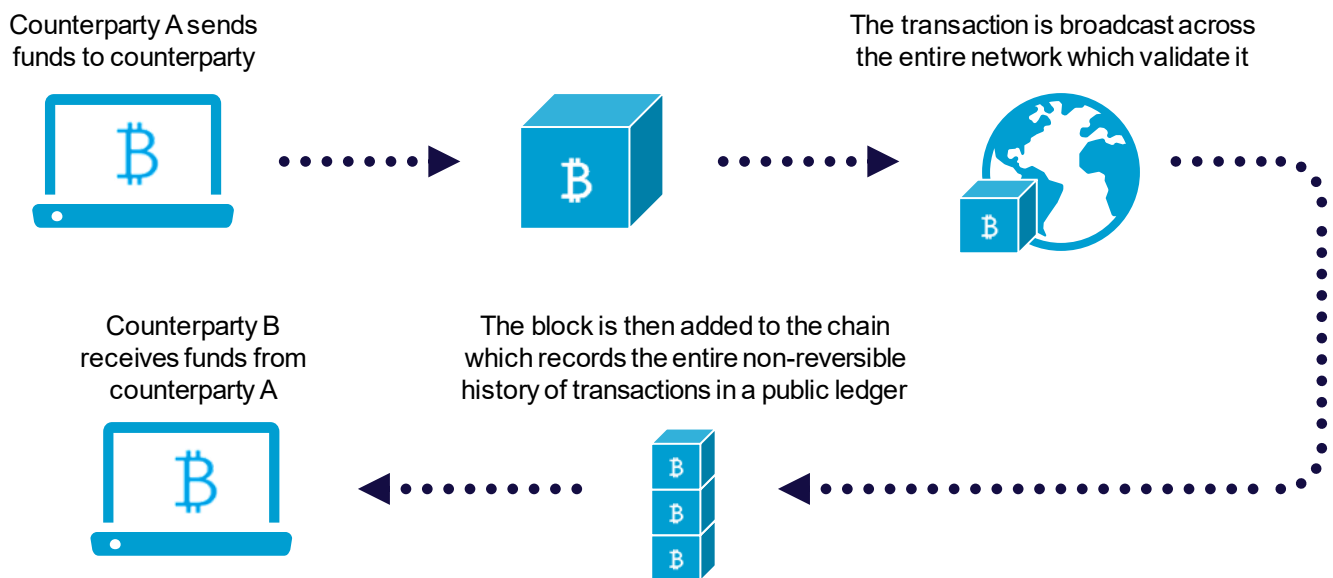 Counterparty A sends
funds to counterparty
The transaction is broadcast across
the entire network which validate it
Counterparty B
receives funds from
counterparty A
The block is then added to the chain
which records the entire non-reversible
history of transactions in a public ledger